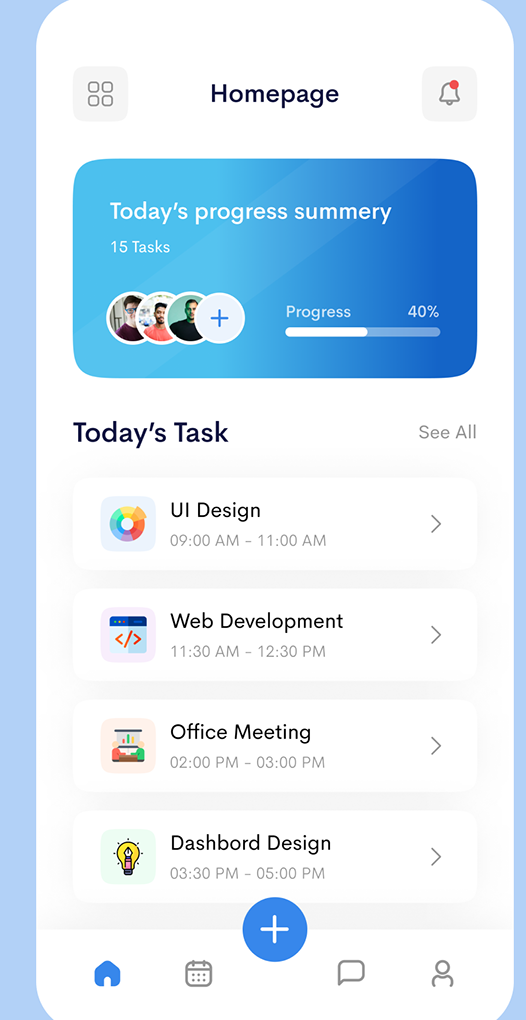 Homepage
Today's progress summery
15 Tasks
Progress 40%
Today's Task See All
UI Design
09:00 AM - 11:00 AM
Web Development
11:30 AM - 12:30 PM
Office Meeting
02:00 PM - 03:00 PM
Dashbord Design
03:30 PM - 05:00 PM